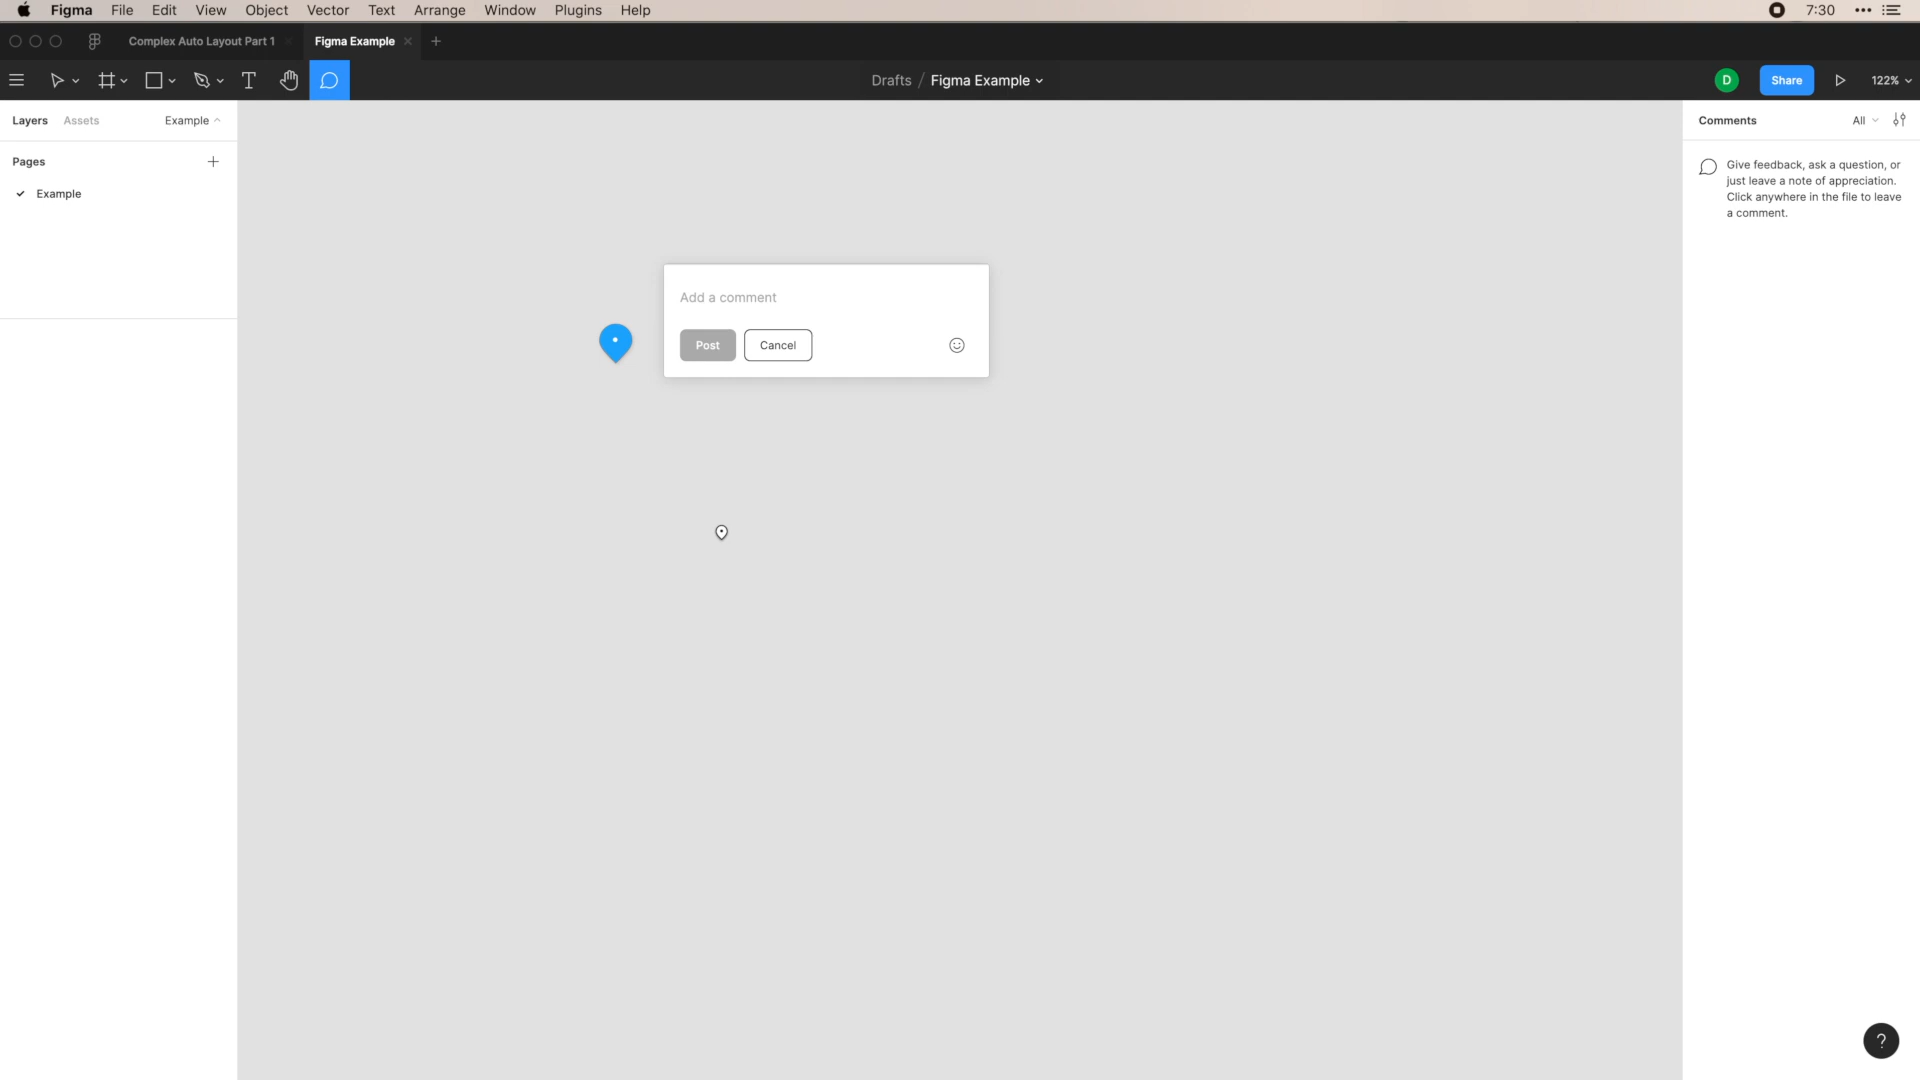 Figma File Edit View Object Vector Text Arrange Window Plugins Help 7:30
Complex Auto Layout Part 1 Figma Example
Drafts / Figma Example D Share 122%
Layers Assets Example
Pages
Example
Add a comment
Post Cancel
Comments All
Give feedback, ask a question, or
just leave a note of appreciation.
Click anywhere in the file to leave
a comment.
?